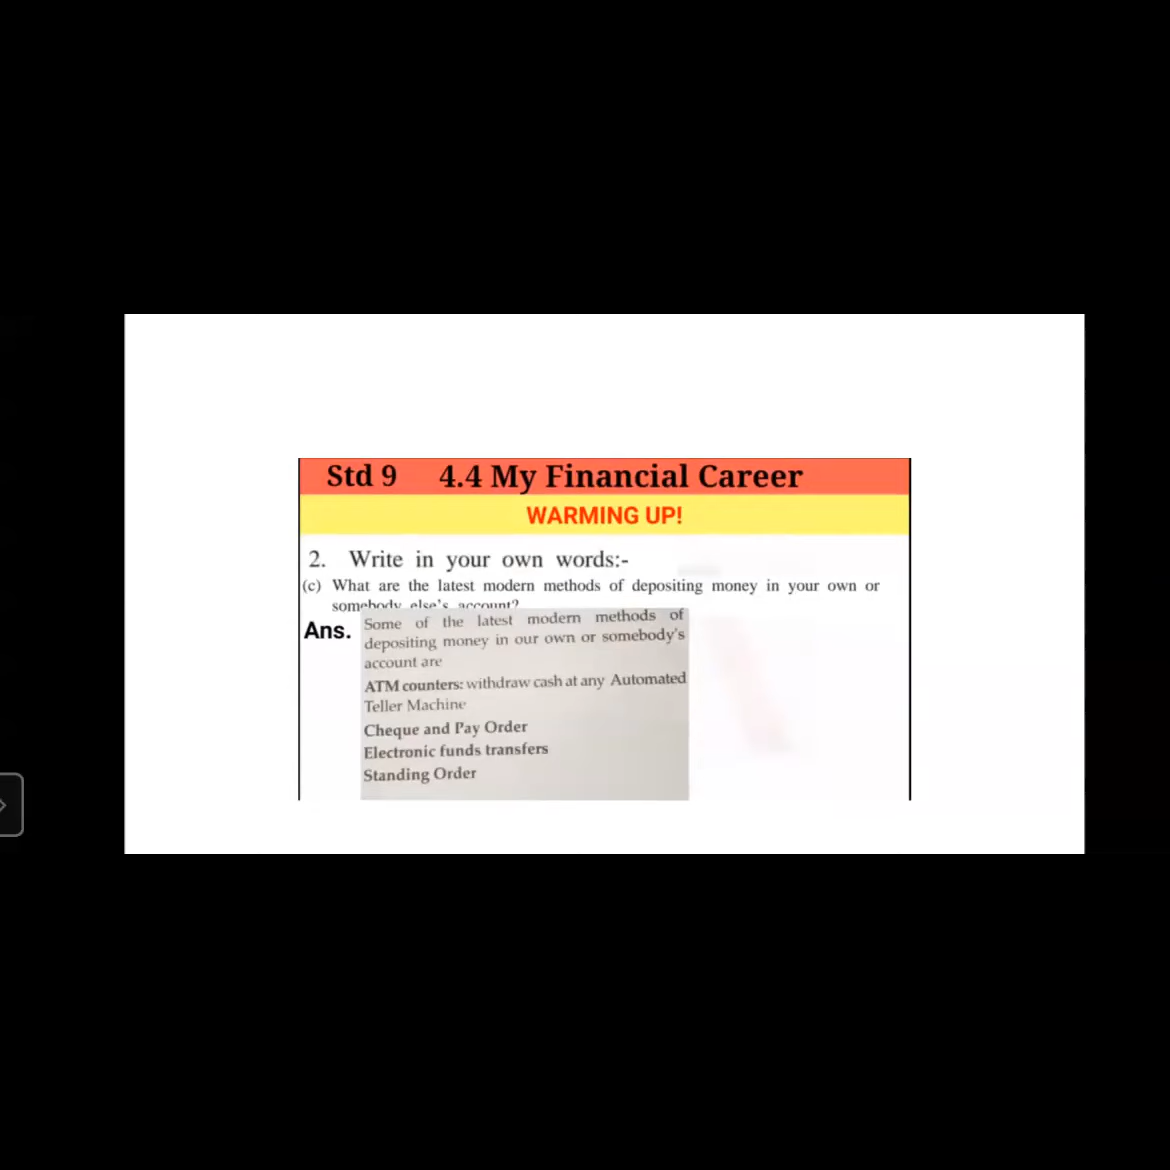 Std 9 4.4 My Financial Career
WARMING UP!
2. Write in your own words:-
(c) What are the latest modern methods of depositing money in your own or
somebody else's account?
Ans. Some of the latest modern methods of
depositing money in our own or somebody's
account are
ATM counters: withdraw cash at any Automated
Teller Machine
Cheque and Pay Order
Electronic funds transfers
Standing Order